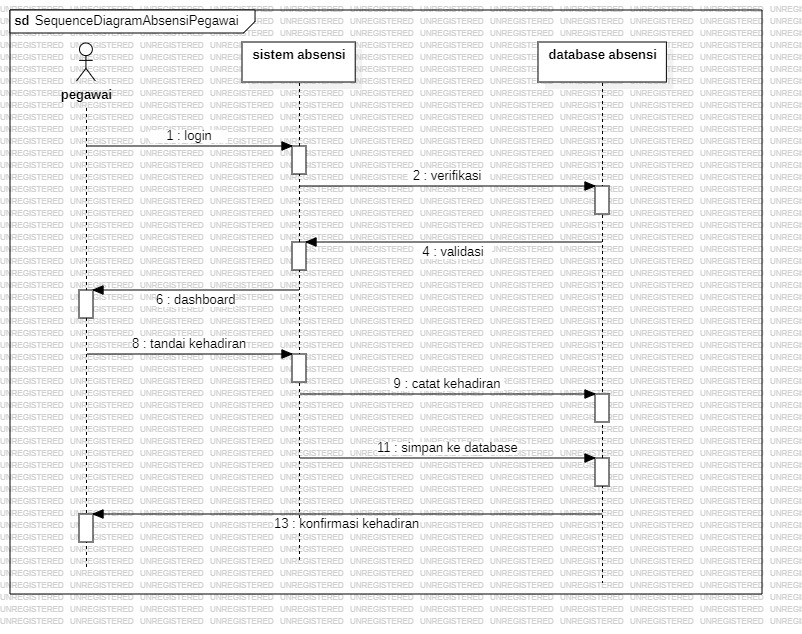 sd SequenceDiagramAbsensiPegawai
sistem absensi
database absensi
pegawai
1 : login
2 : verifikasi
4 : validasi
6 : dashboard
8 : tandai kehadiran
9 : catat kehadiran
11 : simpan ke database
13 : konfirmasi kehadiran
UNREGISTERED